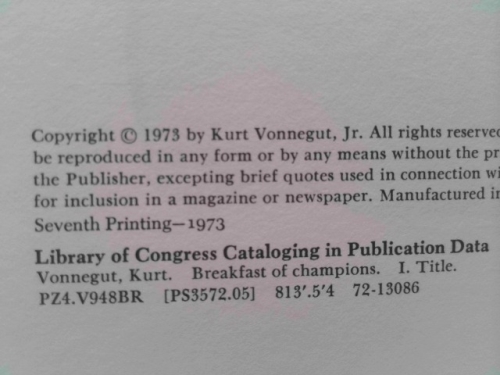 Copyright © 1973 by Kurt Vonnegut, Jr. All rights reserved
be reproduced in any form or by any means without the pr
the Publisher, excepting brief quotes used in connection wi
for inclusion in a magazine or newspaper. Manufactured in
Seventh Printing—1973
Library of Congress Cataloging in Publication Data
Vonnegut, Kurt. Breakfast of champions. I. Title.
PZ4.V948BR [PS3572.05] 813'.5'4 72-13086